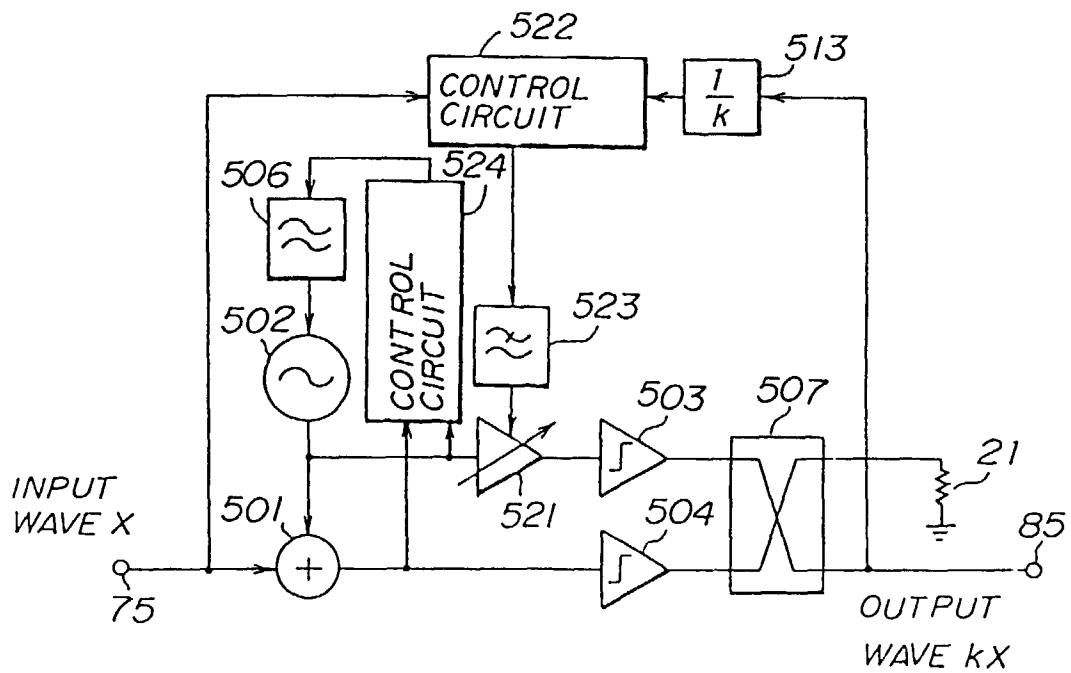 522
513
CONTROL
CIRCUIT
1
k
506
524
502
CONTROL
CIRCUIT
523
503
507
INPUT
WAVE X
501
521
504
21
85
+
75
OUTPUT
WAVE kX